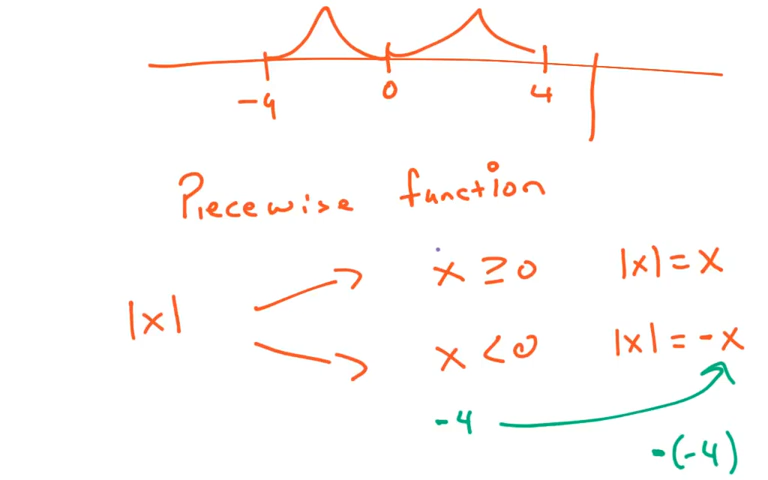 -4 0 4
Piecewise function
|x| x ≥ 0 |x| = x
x < 0 |x| = -x
-4
-(-4)